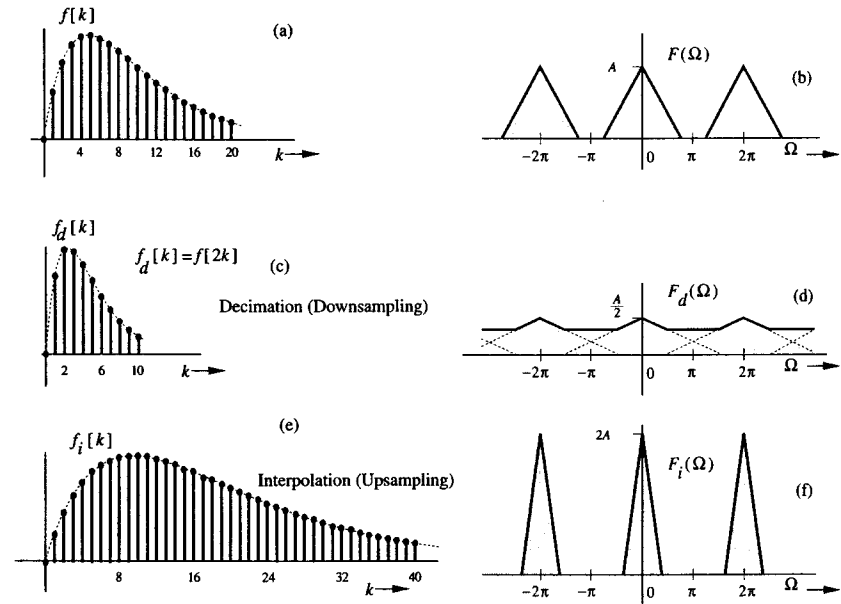 f[k]
(a)
4 8 12 16 20 k
A
F(Ω)
(b)
−2π −π 0 π 2π Ω
f_d[k]
f_d[k]=f[2k]
(c)
Decimation (Downsampling)
2 6 10 k
A/2
F_d(Ω)
(d)
−2π −π 0 π 2π Ω
f_i[k]
(e)
Interpolation (Upsampling)
8 16 24 32 40 k
2A
F_i(Ω)
(f)
−2π −π 0 π 2π Ω